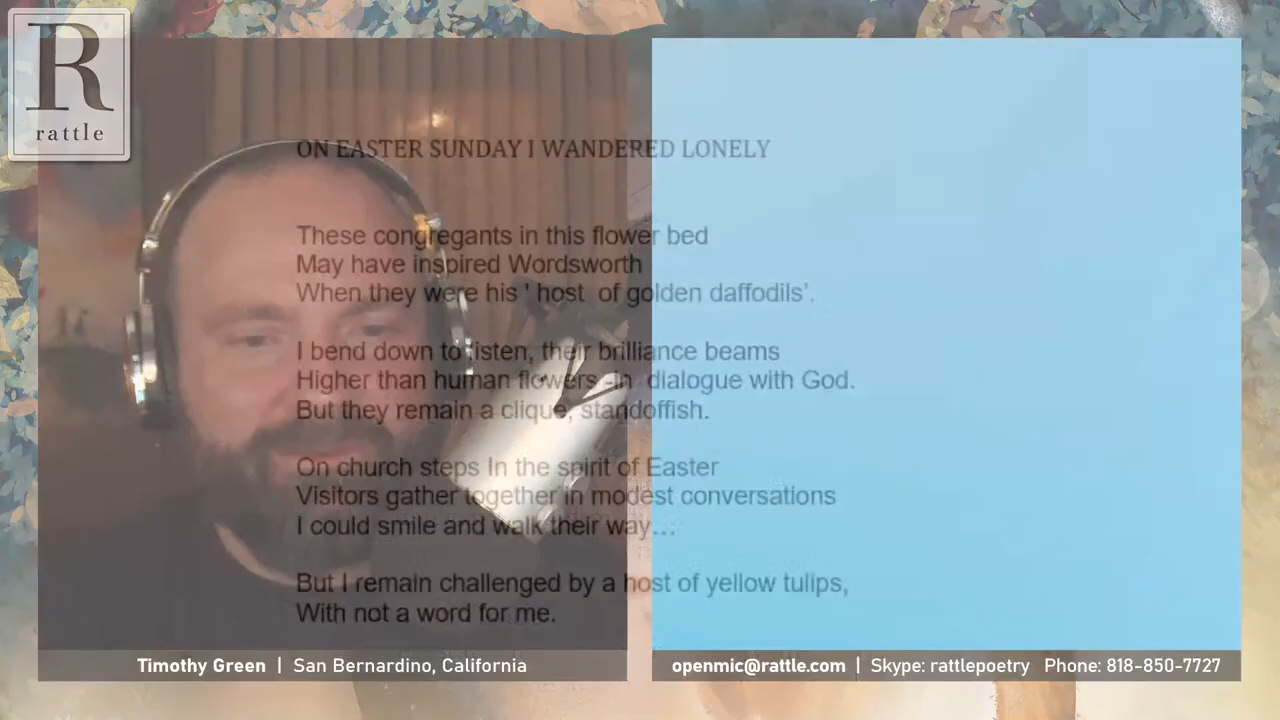 R
rattle
ON EASTER SUNDAY I WANDERED LONELY
These congregants in this flower bed
May have inspired Wordsworth
When they were his ' host of golden daffodils'.
I bend down to listen, their brilliance beams
Higher than human flowers -in dialogue with God.
But they remain a clique, standoffish.
On church steps In the spirit of Easter
Visitors gather together in modest conversations
I could smile and walk their way…
But I remain challenged by a host of yellow tulips,
With not a word for me.
Timothy Green | San Bernardino, California
openmic@rattle.com | Skype: rattlepoetry Phone: 818-850-7727